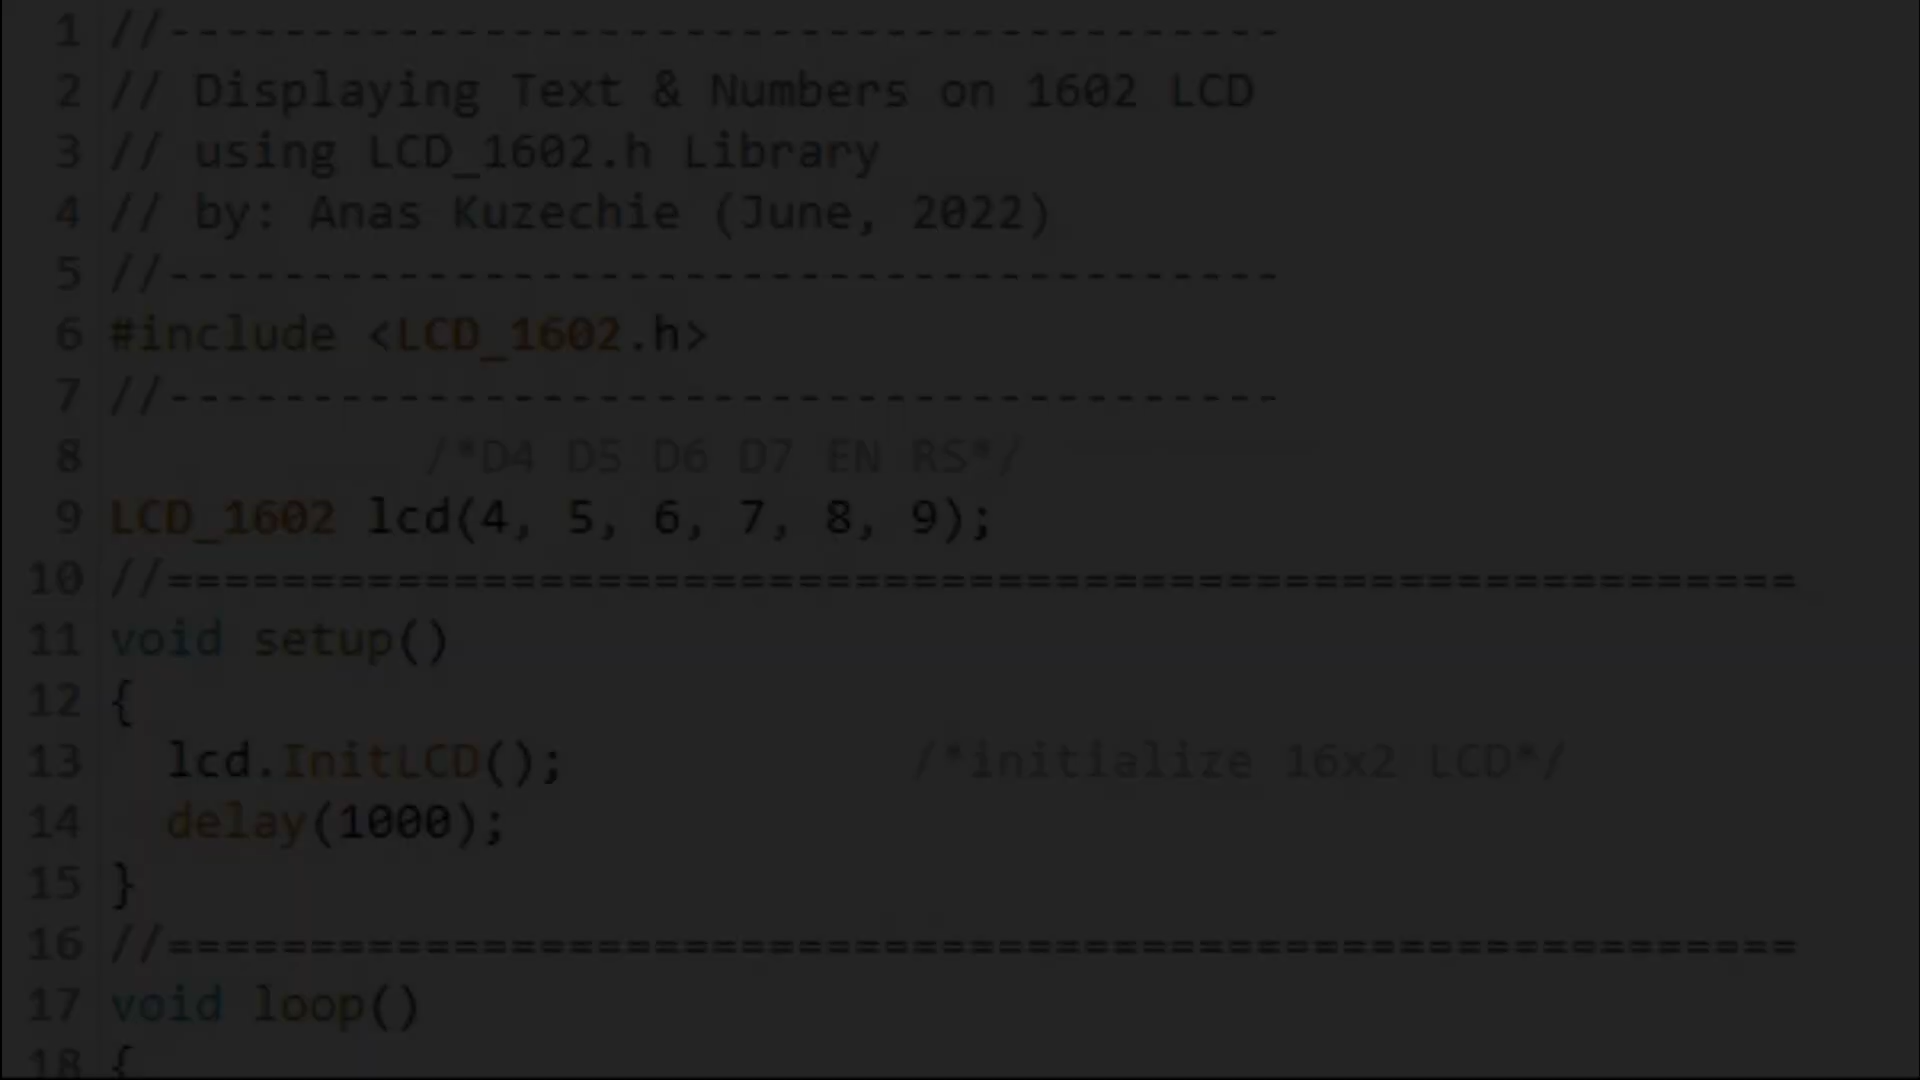 1 //---------------------------------------
2 // Displaying Text & Numbers on 1602 LCD
3 // using LCD_1602.h Library
4 // by: Anas Kuzechie (June, 2022)
5 //---------------------------------------
6 #include <LCD_1602.h>
7 //---------------------------------------
8 /*D4 D5 D6 D7 EN RS*/
9 LCD_1602 lcd(4, 5, 6, 7, 8, 9);
10 //=========================================================
11 void setup()
12 {
13 lcd.InitLCD(); /*initialize 16x2 LCD*/
14 delay(1000);
15 }
16 //=========================================================
17 void loop()
18 {